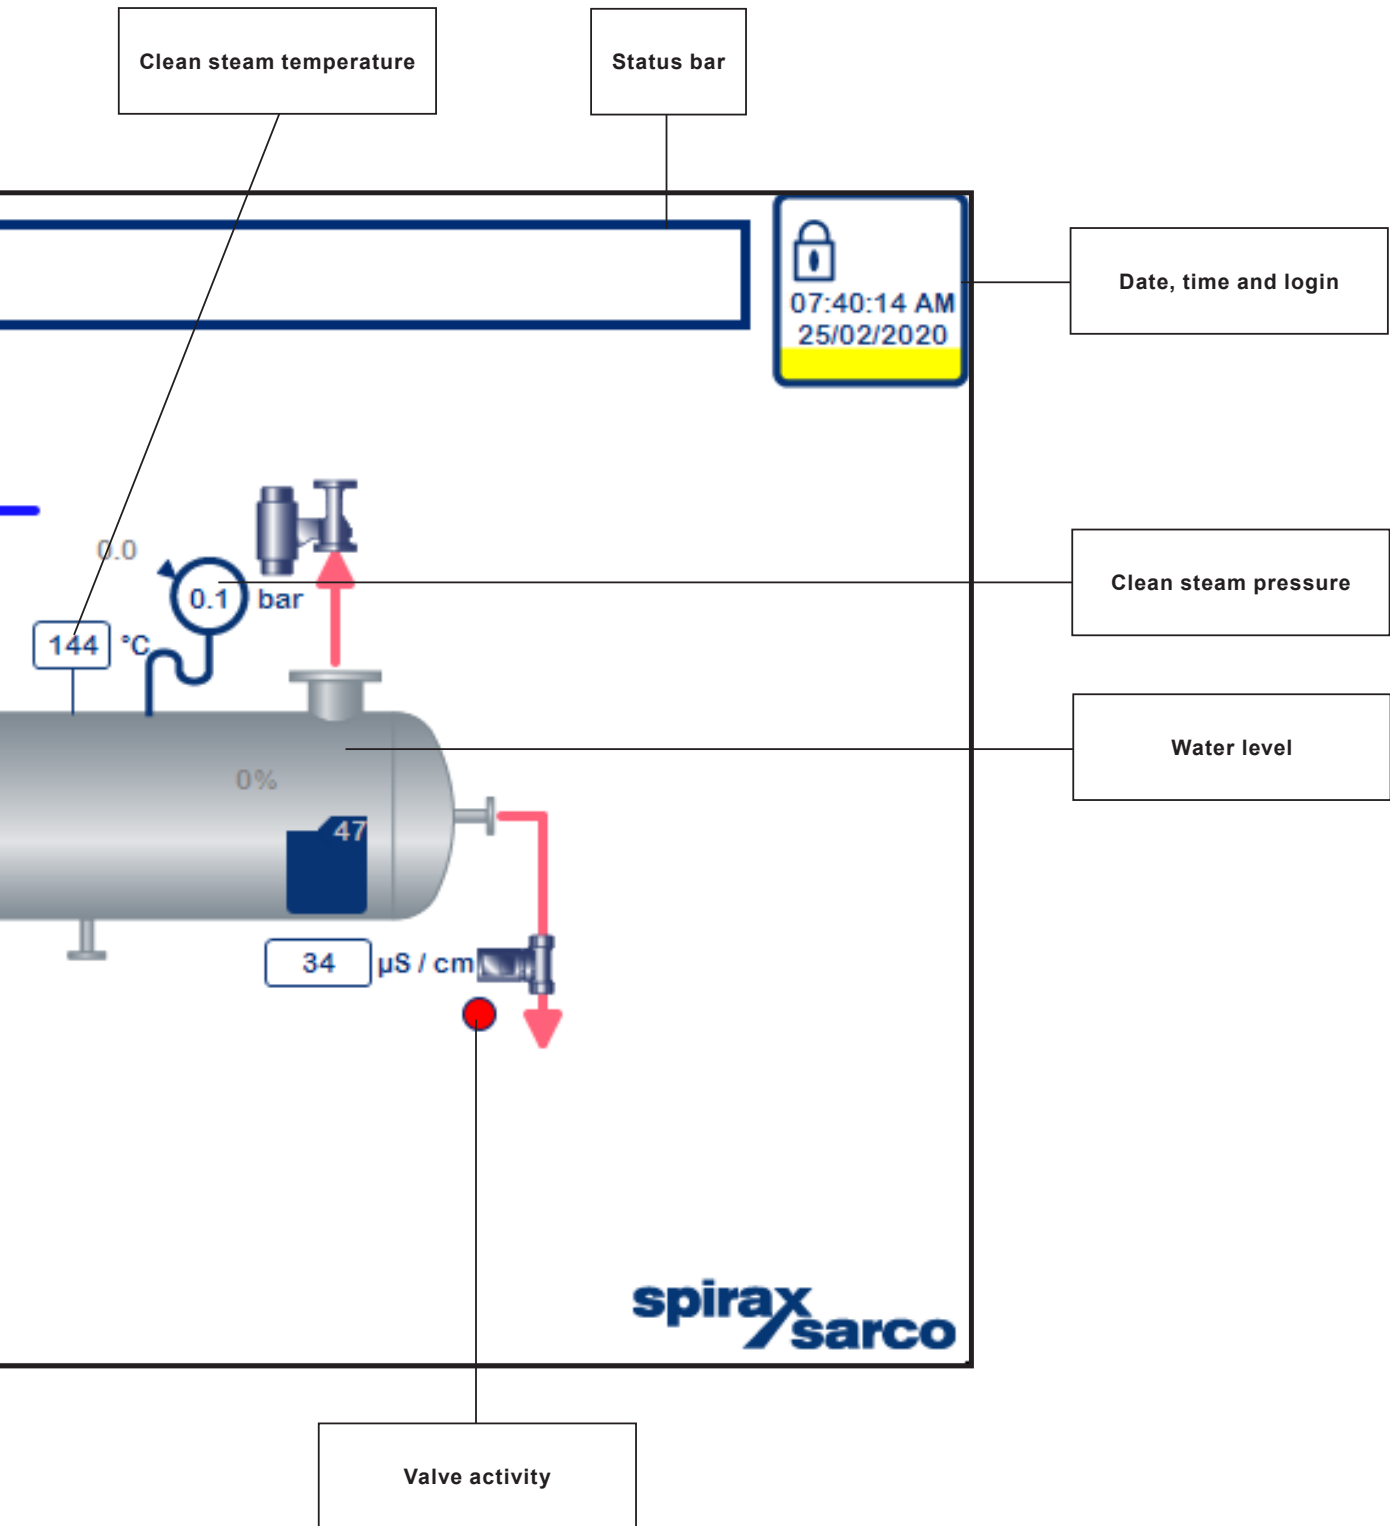 Clean steam temperature
Status bar
07:40:14 AM
25/02/2020
Date, time and login
0.0
0.1 bar
Clean steam pressure
144 °C
Water level
0%
47
34 µS / cm
spirax
sarco
Valve activity